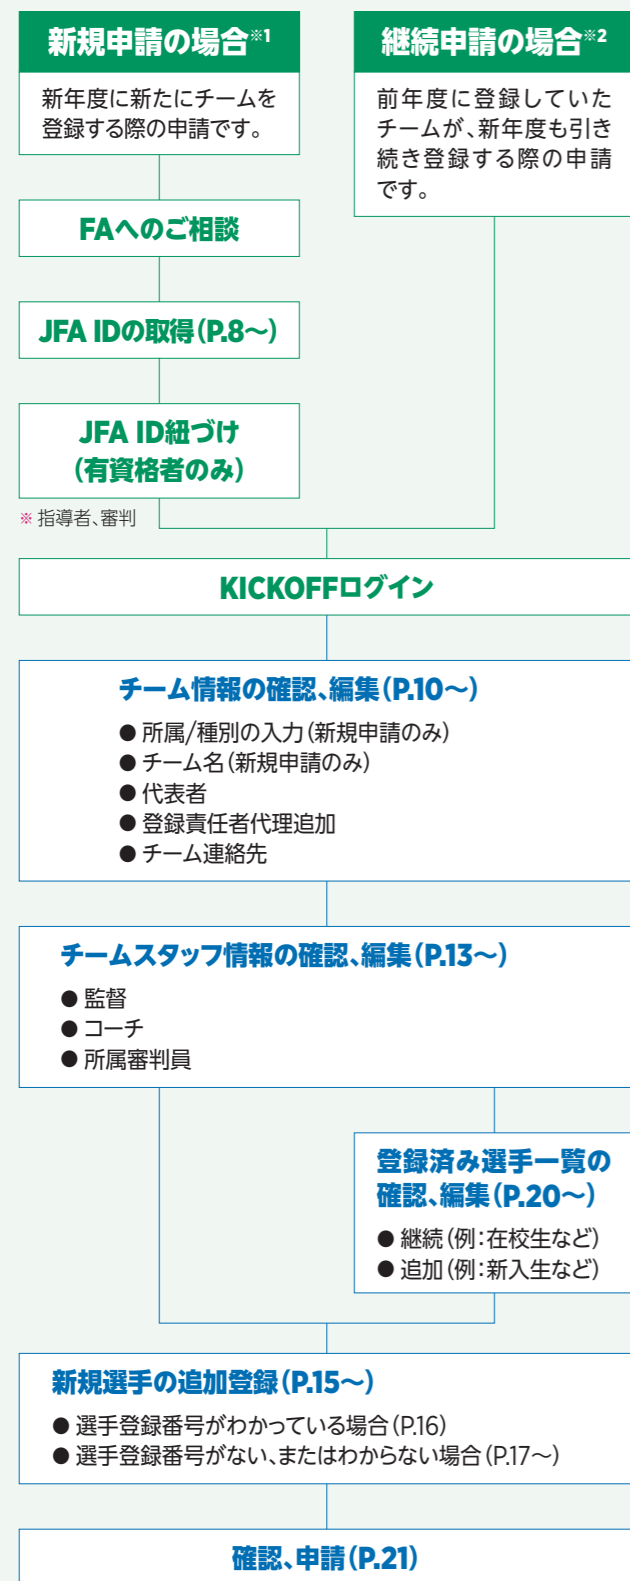 新規申請の場合※1
新年度に新たにチームを
登録する際の申請です。
継続申請の場合※2
前年度に登録していた
チームが、新年度も引き
続き登録する際の申請
です。
FAへのご相談
JFA IDの取得(P.8～)
JFA ID紐づけ
(有資格者のみ)
※ 指導者、審判
KICKOFFログイン
チーム情報の確認、編集(P.10～)
● 所属/種別の入力(新規申請のみ)
● チーム名(新規申請のみ)
● 代表者
● 登録責任者代理追加
● チーム連絡先
チームスタッフ情報の確認、編集(P.13～)
● 監督
● コーチ
● 所属審判員
登録済み選手一覧の
確認、編集(P.20～)
● 継続(例:在校生など)
● 追加(例:新入生など)
新規選手の追加登録(P.15～)
● 選手登録番号がわかっている場合(P.16)
● 選手登録番号がない、またはわからない場合(P.17～)
確認、申請(P.21)